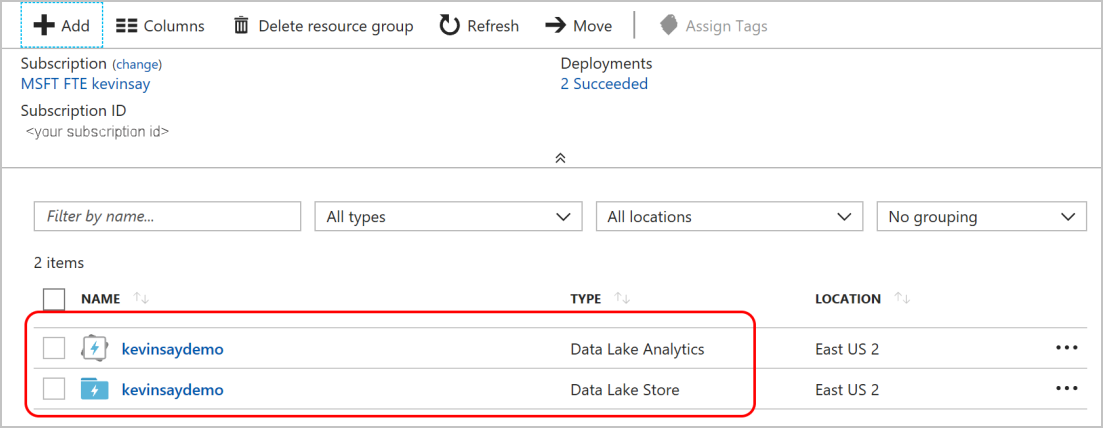 Add Columns Delete resource group Refresh Move Assign Tags
Subscription (change) Deployments
MSFT FTE kevinsay 2 Succeeded
Subscription ID
<your subscription id>
Filter by name... All types All locations No grouping
2 items
NAME TYPE LOCATION
kevinsaydemo Data Lake Analytics East US 2
kevinsaydemo Data Lake Store East US 2